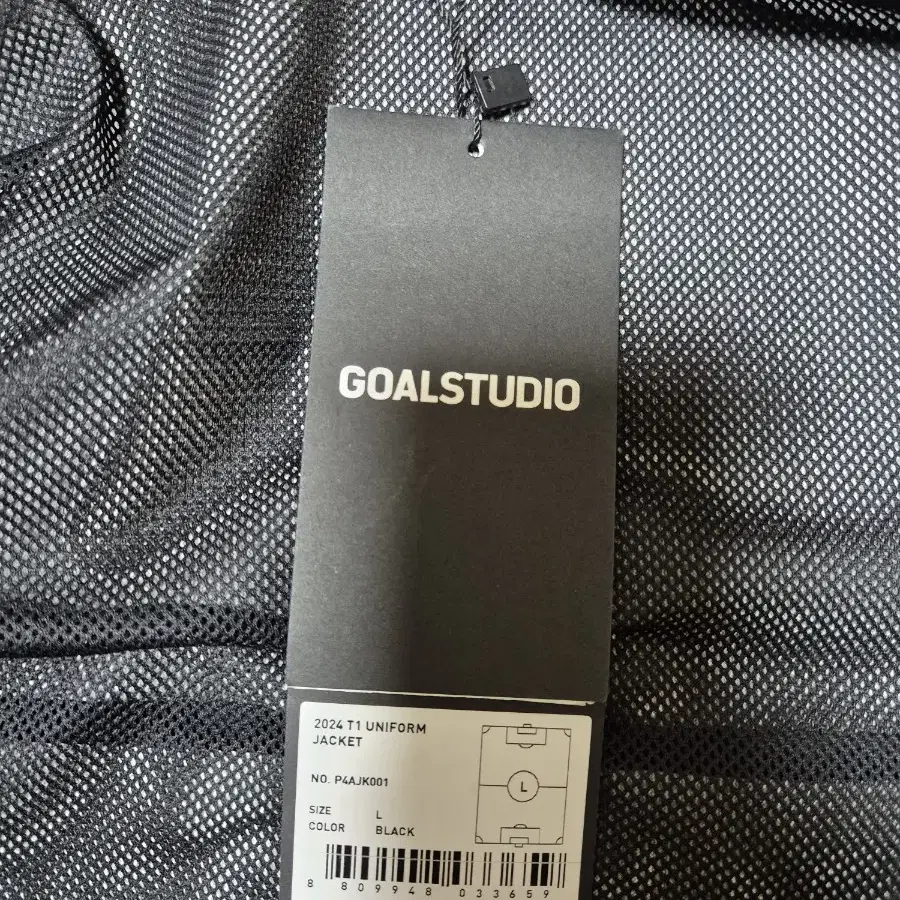 GOALSTUDIO
2024 T1 UNIFORM
JACKET
NO. P4AJK001
L
SIZE L
COLOR BLACK
8 809948 033659